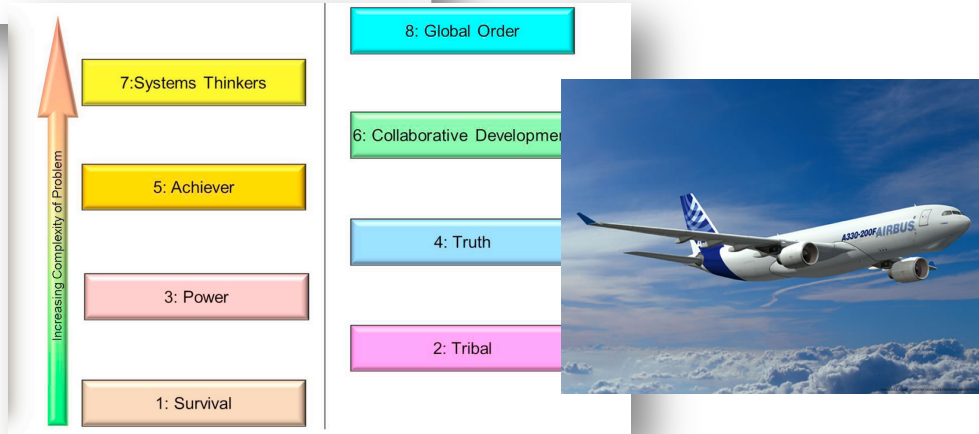 8: Global Order
7:Systems Thinkers
6: Collaborative Developme
5: Achiever
4: Truth
3: Power
2: Tribal
1: Survival
Increasing Complexity of Problem
A330-200F AIRBUS